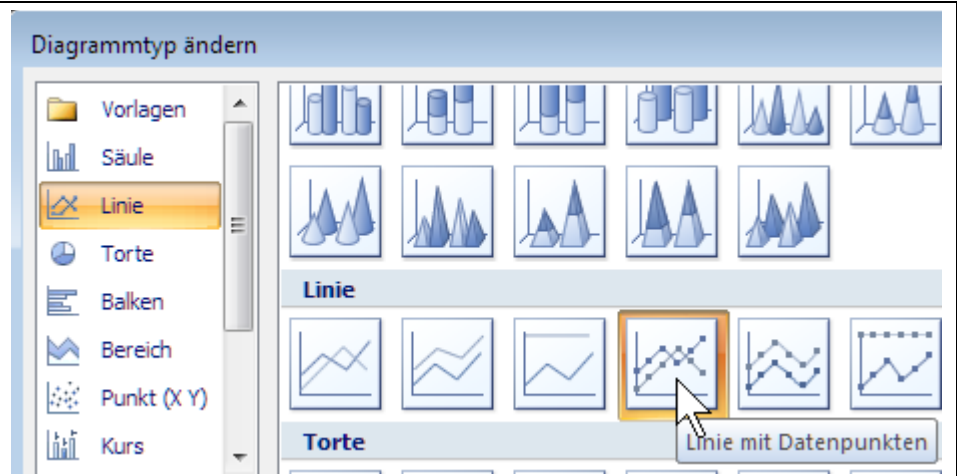 Diagrammtyp ändern
Vorlagen
Säule
Linie
Torte
Balken
Bereich
Punkt (X Y)
Kurs
Linie
Linie mit Datenpunkten
Torte